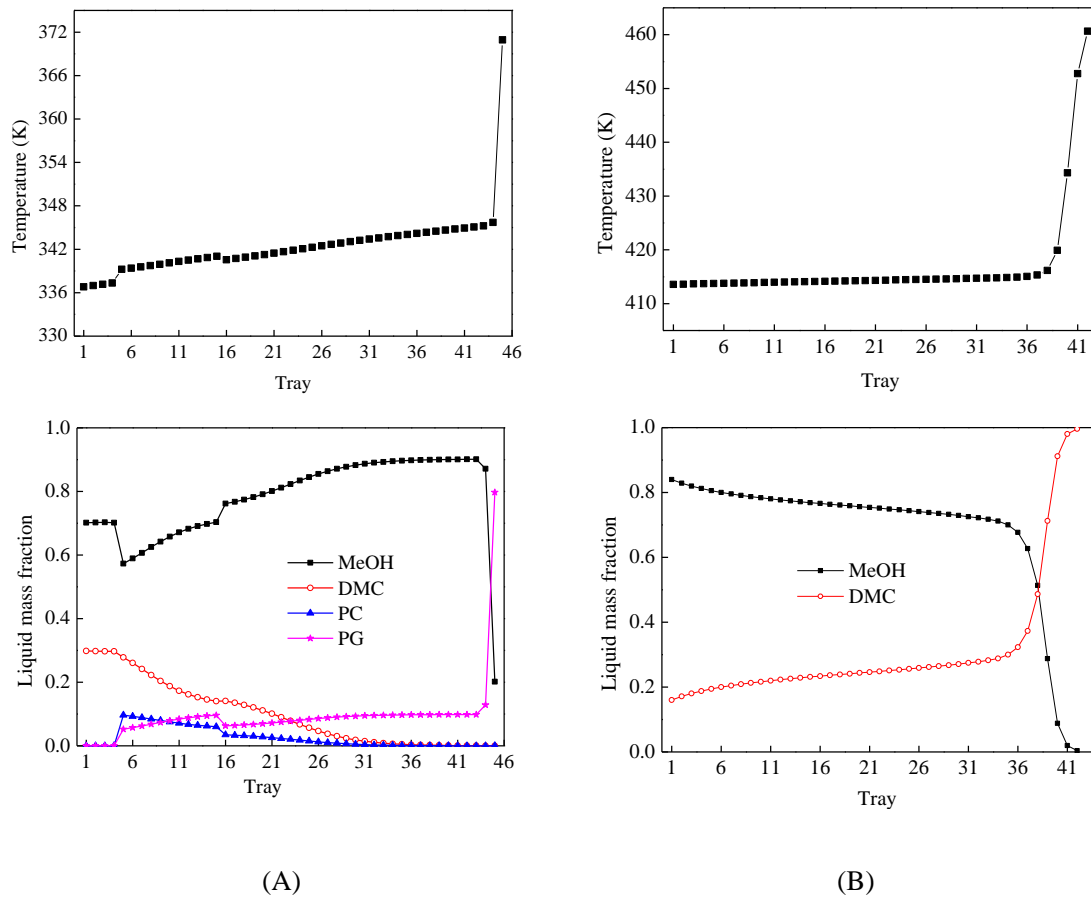 372
366
360
354
348
342
336
330
Temperature (K)
1 6 11 16 21 26 31 36 41 46
Tray
460
450
440
430
420
410
Temperature (K)
1 6 11 16 21 26 31 36 41
Tray
1.0
0.8
0.6
0.4
0.2
0.0
Liquid mass fraction
MeOH
DMC
PC
PG
1 6 11 16 21 26 31 36 41 46
Tray
1.0
0.8
0.6
0.4
0.2
0.0
Liquid mass fraction
MeOH
DMC
1 6 11 16 21 26 31 36 41
Tray
(A)
(B)